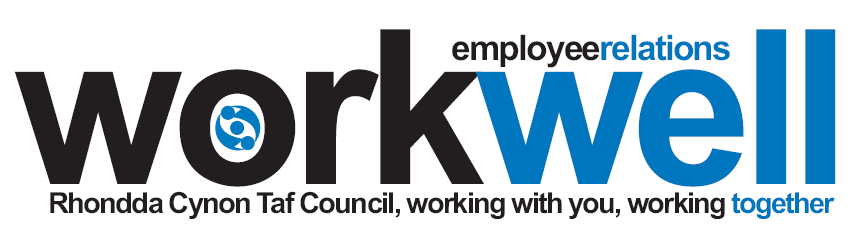 employeerelations
workwell
Rhondda Cynon Taf Council, working with you, working together